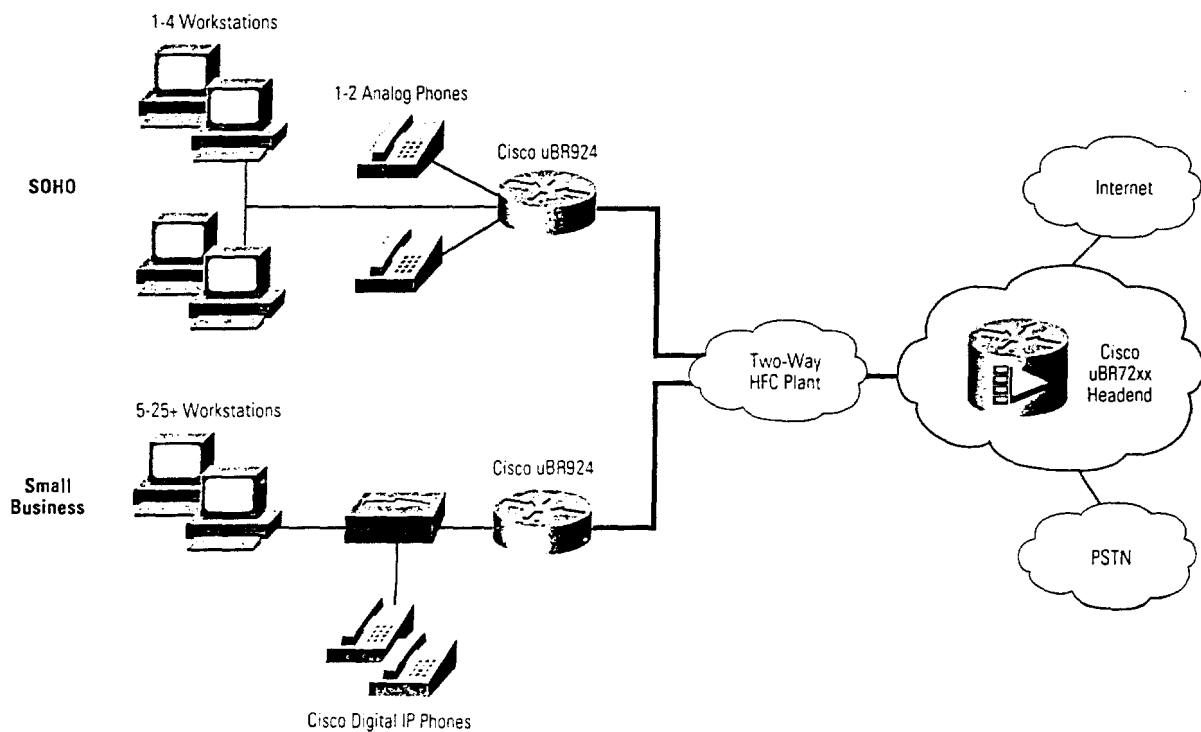 1-4 Workstations
1-2 Analog Phones
Cisco uBR924
SOHO
Internet
Two-Way
HFC Plant
Cisco
uBR72xx
Headend
5-25+ Workstations
Cisco uBR924
Small
Business
PSTN
Cisco Digital IP Phones